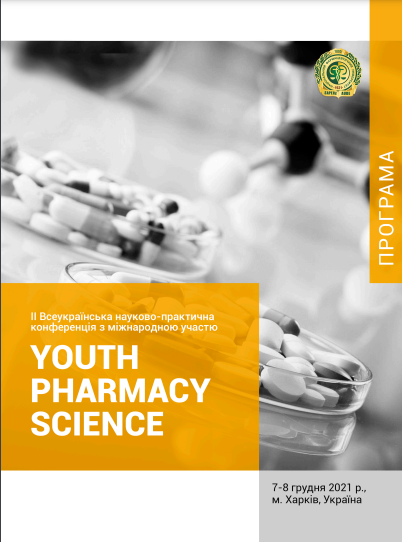 ПРОГРАМА
II Всеукраїнська науково-практична
конференція з міжнародною участю
YOUTH
PHARMACY
SCIENCE
7-8 грудня 2021 р.,
м. Харків, Україна